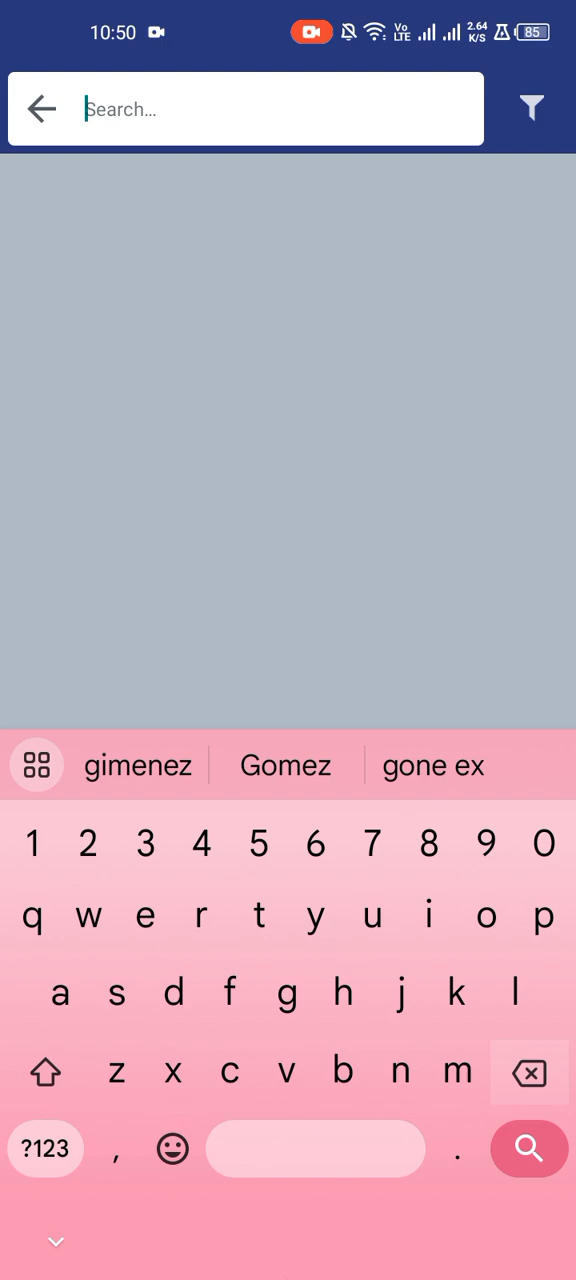 10:50 Vo LTE 2.64 K/S 85
Search...
gimenez Gomez gone ex
1 2 3 4 5 6 7 8 9 0
q w e r t y u i o p
a s d f g h j k l
z x c v b n m
?123 , .